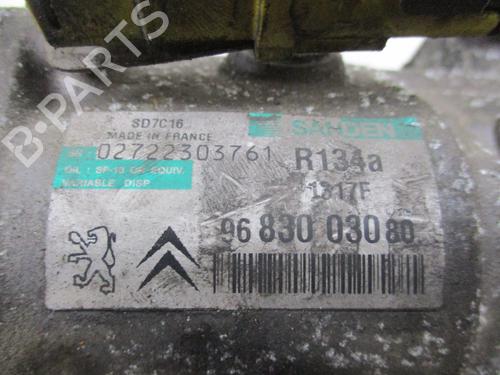 B-PARTS
SD7C16
MADE IN FRANCE
SANDEN
02722303761
R134a
OIL : SP-10 OR EQUIV.
VARIABLE DISP
1317F
96 830 030 80